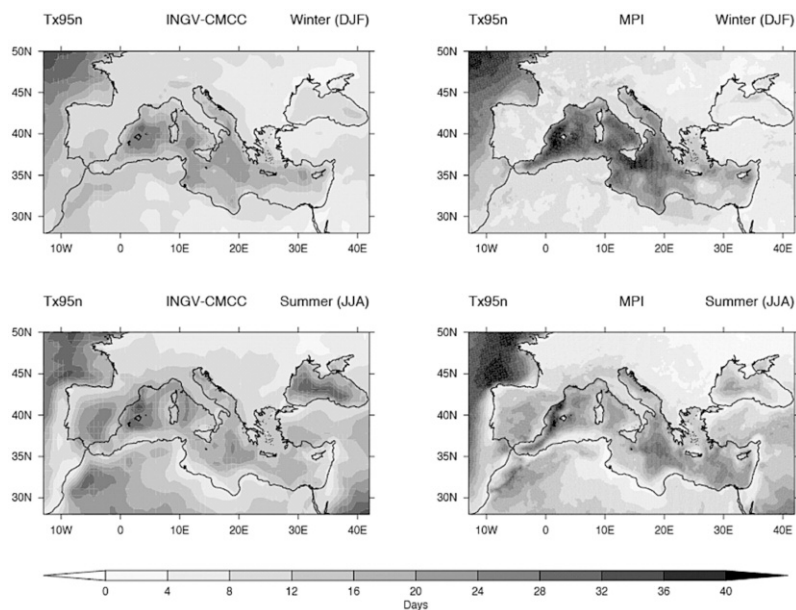 Tx95n INGV-CMCC Winter (DJF)
50N
45N
40N
35N
30N
10W 0 10E 20E 30E 40E
Tx95n MPI Winter (DJF)
50N
45N
40N
35N
30N
10W 0 10E 20E 30E 40E
Tx95n INGV-CMCC Summer (JJA)
50N
45N
40N
35N
30N
10W 0 10E 20E 30E 40E
Tx95n MPI Summer (JJA)
50N
45N
40N
35N
30N
10W 0 10E 20E 30E 40E
0 4 8 12 16 20 24 28 32 36 40
Days